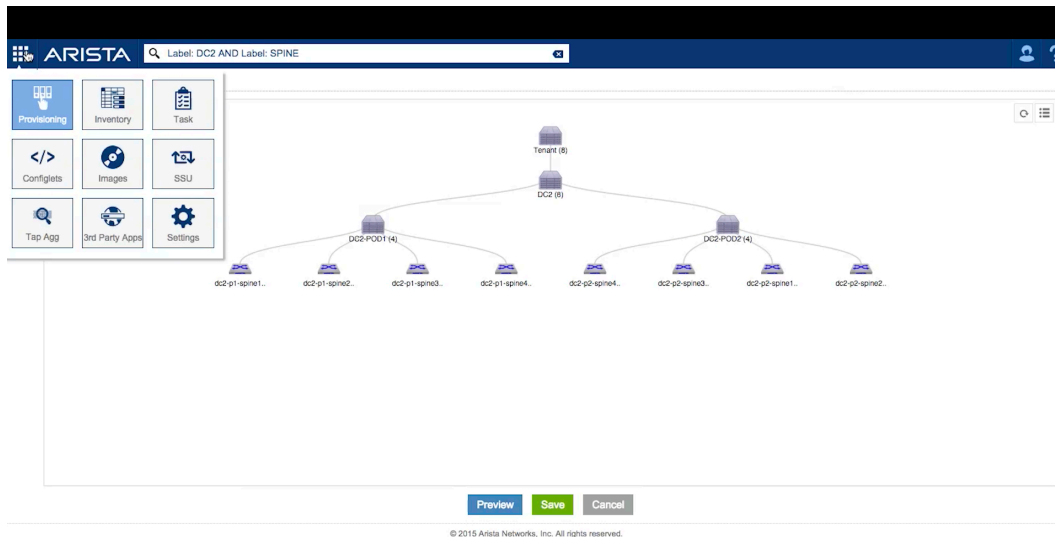 ARISTA
Label: DC2 AND Label: SPINE
?
Provisioning
Inventory
Task
Configlets
Images
SSU
Tap Agg
3rd Party Apps
Settings
Tenant (8)
DC2 (8)
DC2-POD1 (4)
DC2-POD2 (4)
dc2-p1-spine1..
dc2-p1-spine2..
dc2-p1-spine3..
dc2-p1-spine4..
dc2-p2-spine4..
dc2-p2-spine3..
dc2-p2-spine1..
dc2-p2-spine2..
Preview
Save
Cancel
© 2015 Arista Networks, Inc. All rights reserved.